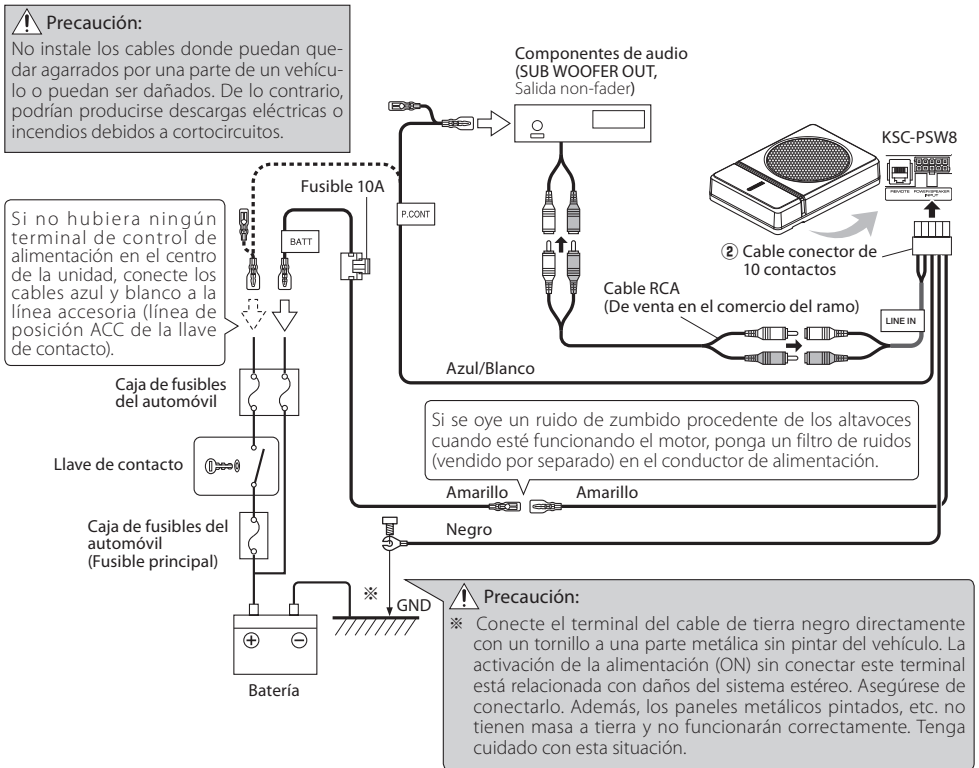 Precaución:
No instale los cables donde puedan que-
dar agarrados por una parte de un vehícu-
lo o puedan ser dañados. De lo contrario,
podrían producirse descargas eléctricas o
incendios debidos a cortocircuitos.
Componentes de audio
(SUB WOOFER OUT,
Salida non-fader)
KSC-PSW8
REMOTE
POWER/SPEAKER
INPUT
Fusible 10A
P.CONT
BATT
Si no hubiera ningún
terminal de control de
alimentación en el centro
de la unidad, conecte los
cables azul y blanco a la
línea accesoria (línea de
posición ACC de la llave
de contacto).
② Cable conector de
10 contactos
Cable RCA
(De venta en el comercio del ramo)
LINE IN
Azul/Blanco
Caja de fusibles
del automóvil
Si se oye un ruido de zumbido procedente de los altavoces
cuando esté funcionando el motor, ponga un filtro de ruidos
(vendido por separado) en el conductor de alimentación.
Llave de contacto
Amarillo
Amarillo
Negro
Caja de fusibles del
automóvil
(Fusible principal)
※
GND
⊕ ⊖
Batería
Precaución:
※ Conecte el terminal del cable de tierra negro directamente
con un tornillo a una parte metálica sin pintar del vehículo. La
activación de la alimentación (ON) sin conectar este terminal
está relacionada con daños del sistema estéreo. Asegúrese de
conectarlo. Además, los paneles metálicos pintados, etc. no
tienen masa a tierra y no funcionarán correctamente. Tenga
cuidado con esta situación.